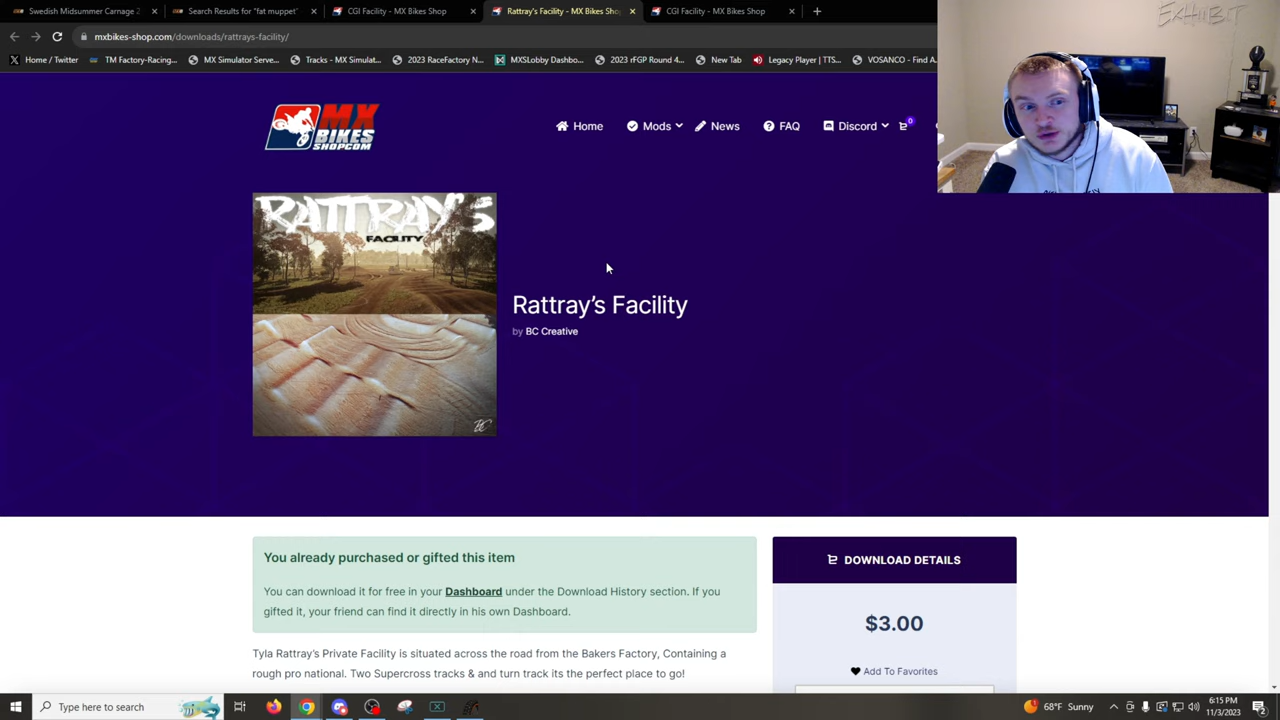 Swedish Midsummer Carnage 2
Search Results for "fat muppet"
CGI Facility - MX Bikes Shop
Rattray's Facility - MX Bikes Sho
CGI Facility - MX Bikes Shop
mxbikes-shop.com/downloads/rattrays-facility/
Home / Twitter
TM Factory-Racing...
MX Simulator Serve...
Tracks - MX Simulat...
2023 RaceFactory N...
MXSLobby Dashbo...
2023 rFGP Round 4...
New Tab
Legacy Player | TTS...
VOSANCO - Find A...
EXHIBIT
MX
BIKES
SHOP.COM
Home
Mods
News
FAQ
Discord
0
RATTRAY'S
FACILITY
BC
Rattray's Facility
by BC Creative
You already purchased or gifted this item
You can download it for free in your Dashboard under the Download History section. If you
gifted it, your friend can find it directly in his own Dashboard.
Tyla Rattray's Private Facility is situated across the road from the Bakers Factory, Containing a
rough pro national. Two Supercross tracks & and turn track its the perfect place to go!
DOWNLOAD DETAILS
$3.00
Add To Favorites
Type here to search
68°F Sunny
6:15 PM
11/3/2023
2